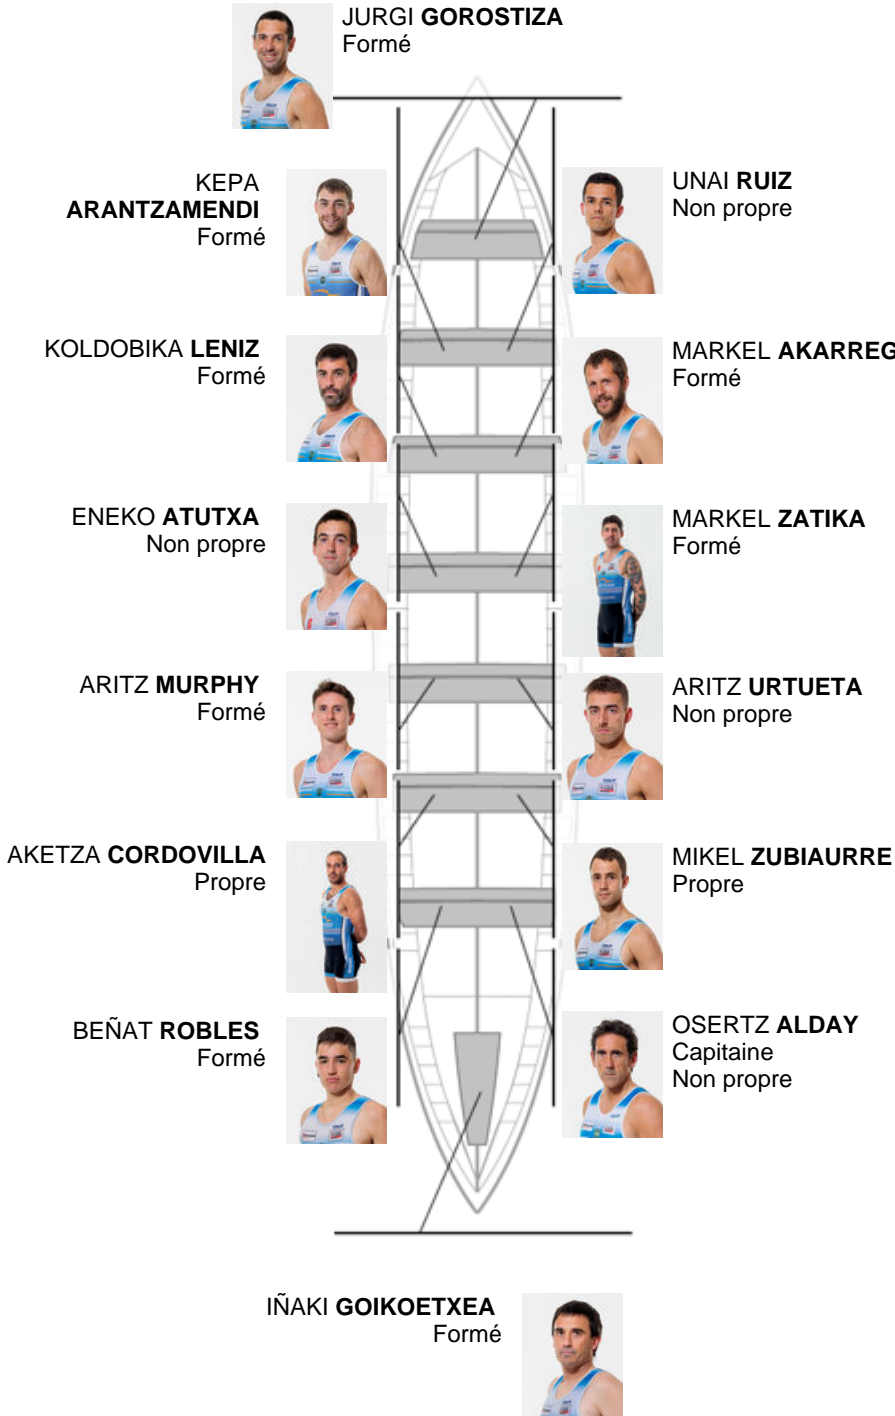 JURGI GOROSTIZA
Formé
KEPA
ARANTZAMENDI
Formé
UNAI RUIZ
Non propre
KOLDOBIKA LENIZ
Formé
MARKEL AKARREG
Formé
ENEKO ATUTXA
Non propre
MARKEL ZATIKA
Formé
ARITZ MURPHY
Formé
ARITZ URTUETA
Non propre
AKETZA CORDOVILLA
Propre
MIKEL ZUBIAURRE
Propre
BEÑAT ROBLES
Formé
OSERTZ ALDAY
Capitaine
Non propre
IÑAKI GOIKOETXEA
Formé